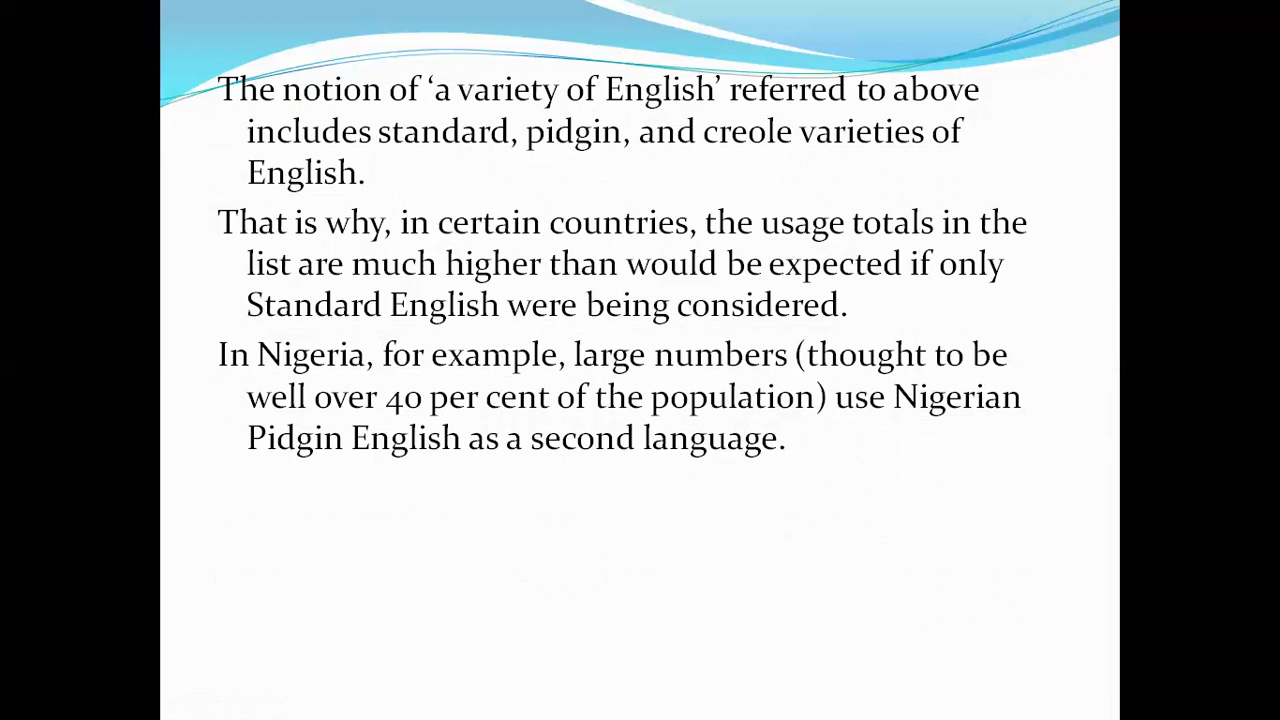 The notion of ‘a variety of English’ referred to above
includes standard, pidgin, and creole varieties of
English.
That is why, in certain countries, the usage totals in the
list are much higher than would be expected if only
Standard English were being considered.
In Nigeria, for example, large numbers (thought to be
well over 40 per cent of the population) use Nigerian
Pidgin English as a second language.